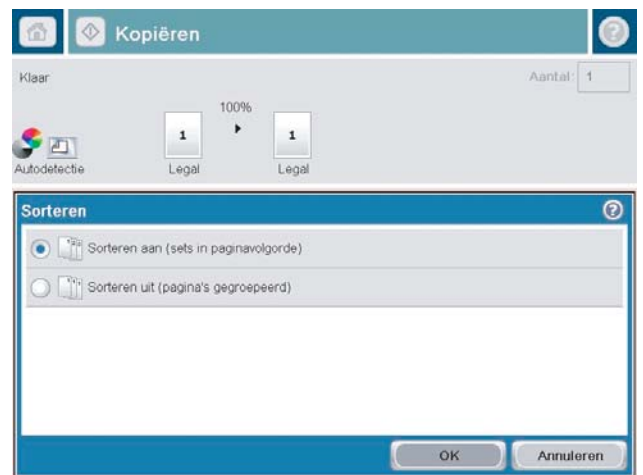 Kopiëren
Klaar
Aantal: 1
100%
1 1
Autodetectie Legal Legal
Sorteren
Sorteren aan (sets in paginavolgorde)
Sorteren uit (pagina's gegroepeerd)
OK Annuleren